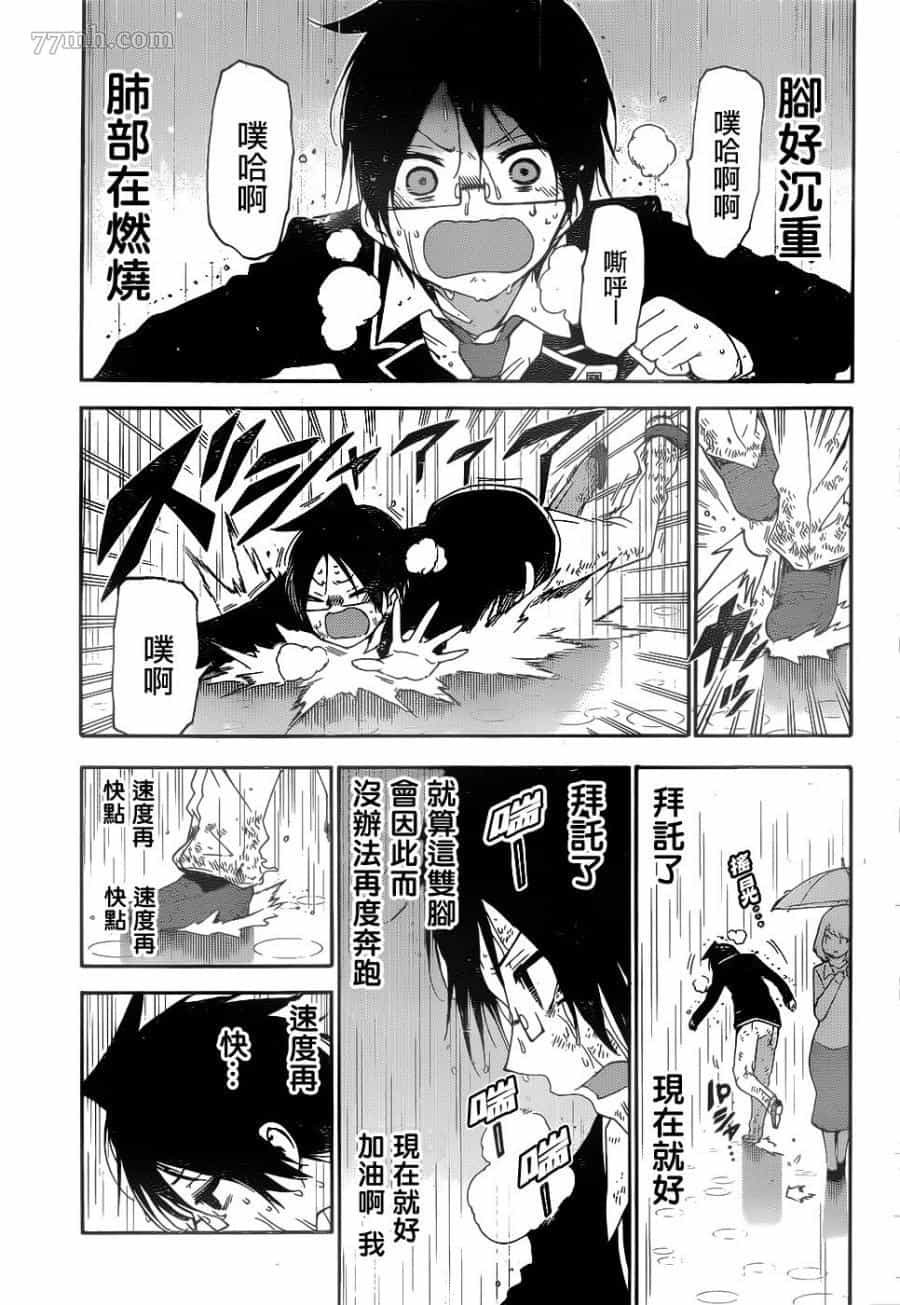 77mh.com
腳好沉重
噗哈啊啊
嘶呼ー
噗哈啊
肺部在燃燒
ズシャァァァ
噗啊
拜託了
搖晃…
現在就好
拜託了
喘ー
就算這雙腳
會因此而
沒辦法再度奔跑
喘ー
喘ー
現在就好
加油啊 我
速度再
快點
速度再
快點
速度再
快…